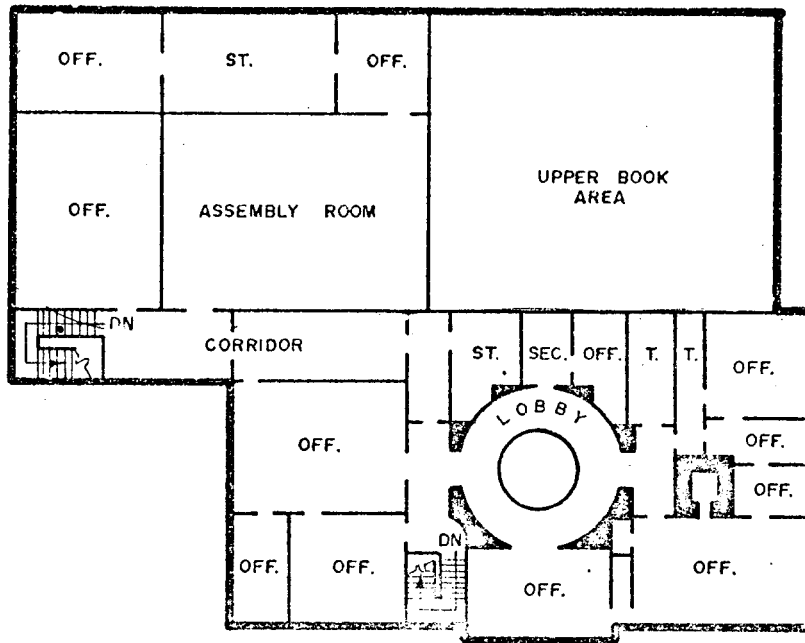 OFF.
ST.
OFF.
UPPER BOOK
AREA
OFF.
ASSEMBLY ROOM
DN
CORRIDOR
ST.
SEC.
OFF.
T.
T.
OFF.
LOBBY
OFF.
OFF.
OFF.
DN
OFF.
OFF.
OFF.
OFF.